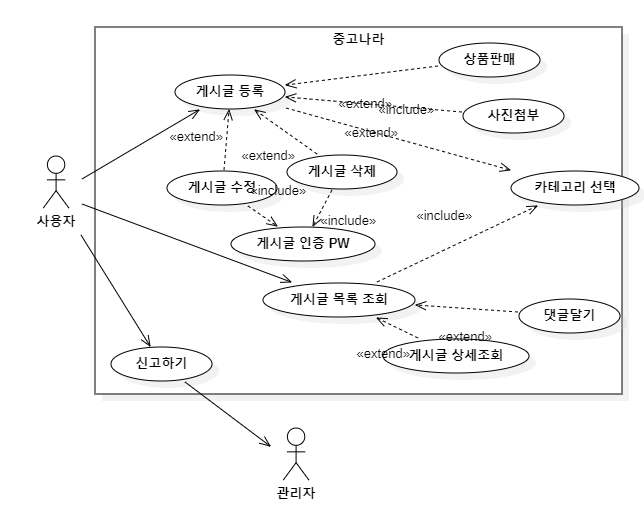 중고나라
상품판매
게시글 등록
«extend»
«include»
사진첨부
«extend»
«extend»
«extend»
게시글 삭제
게시글 수정
«include»
카테고리 선택
사용자
«include»
«include»
게시글 인증 PW
게시글 목록 조회
댓글달기
«extend»
«extend»
게시글 상세조회
신고하기
관리자